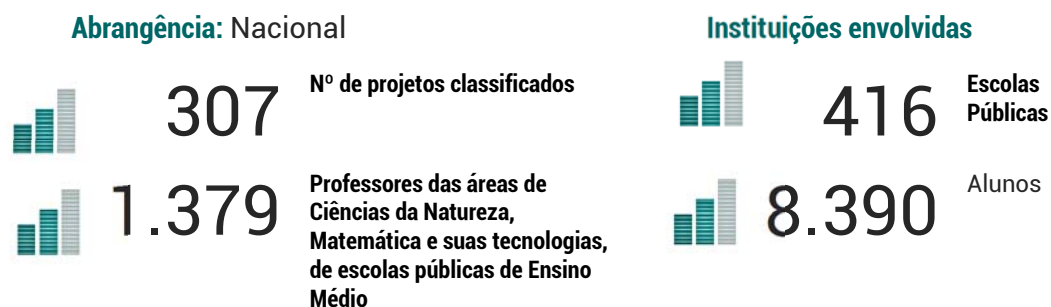 Abrangência: Nacional
307
Nº de projetos classificados
1.379
Professores das áreas de
Ciências da Natureza,
Matemática e suas tecnologias,
de escolas públicas de Ensino
Médio
Instituições envolvidas
416
Escolas
Públicas
8.390
Alunos